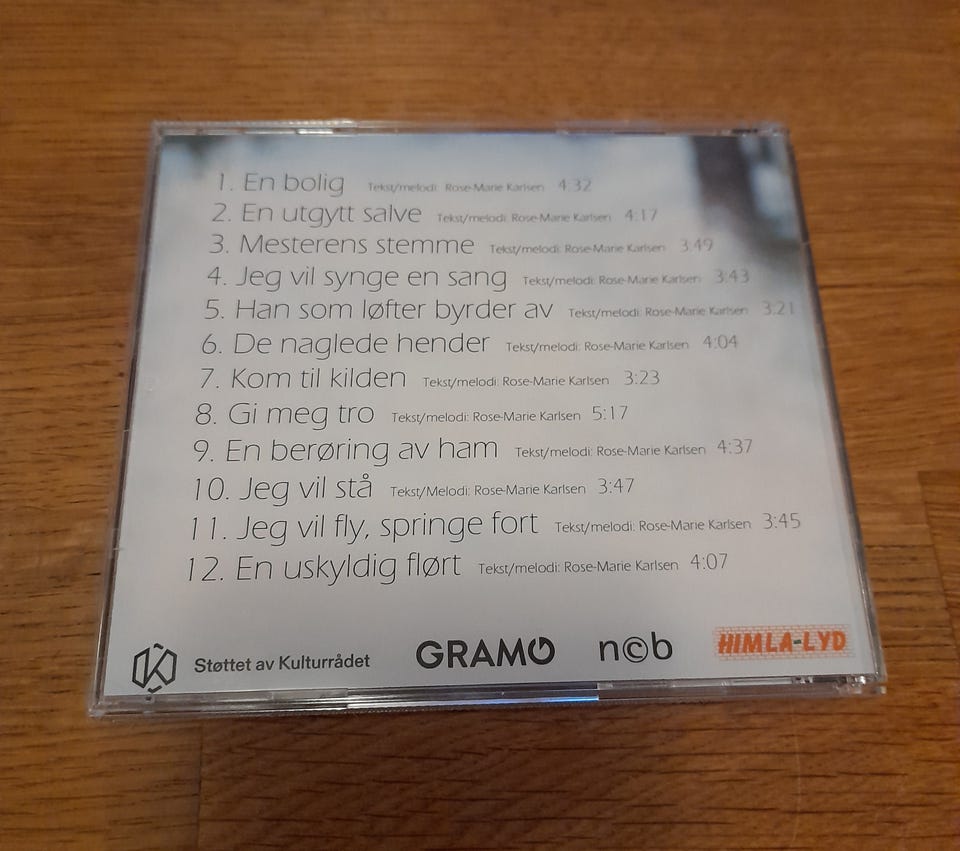 1. En bolig Tekst/melodi: Rose-Marie Karlsen 4:32
2. En utgytt salve Tekst/melodi: Rose-Marie Karlsen 4:17
3. Mesterens stemme Tekst/melodi: Rose-Marie Karlsen 3:49
4. Jeg vil synge en sang Tekst/melodi: Rose-Marie Karlsen 3:43
5. Han som løfter byrder av Tekst/melodi: Rose-Marie Karlsen 3:21
6. De naglede hender Tekst/melodi: Rose-Marie Karlsen 4:04
7. Kom til kilden Tekst/melodi: Rose-Marie Karlsen 3:23
8. Gi meg tro Tekst/melodi: Rose-Marie Karlsen 5:17
9. En berøring av ham Tekst/melodi: Rose-Marie Karlsen 4:37
10. Jeg vil stå Tekst/Melodi: Rose-Marie Karlsen 3:47
11. Jeg vil fly, springe fort Tekst/melodi: Rose-Marie Karlsen 3:45
12. En uskyldig flørt Tekst/melodi: Rose-Marie Karlsen 4:07
Støttet av Kulturrådet GRAMO n©b HIMLA-LYD